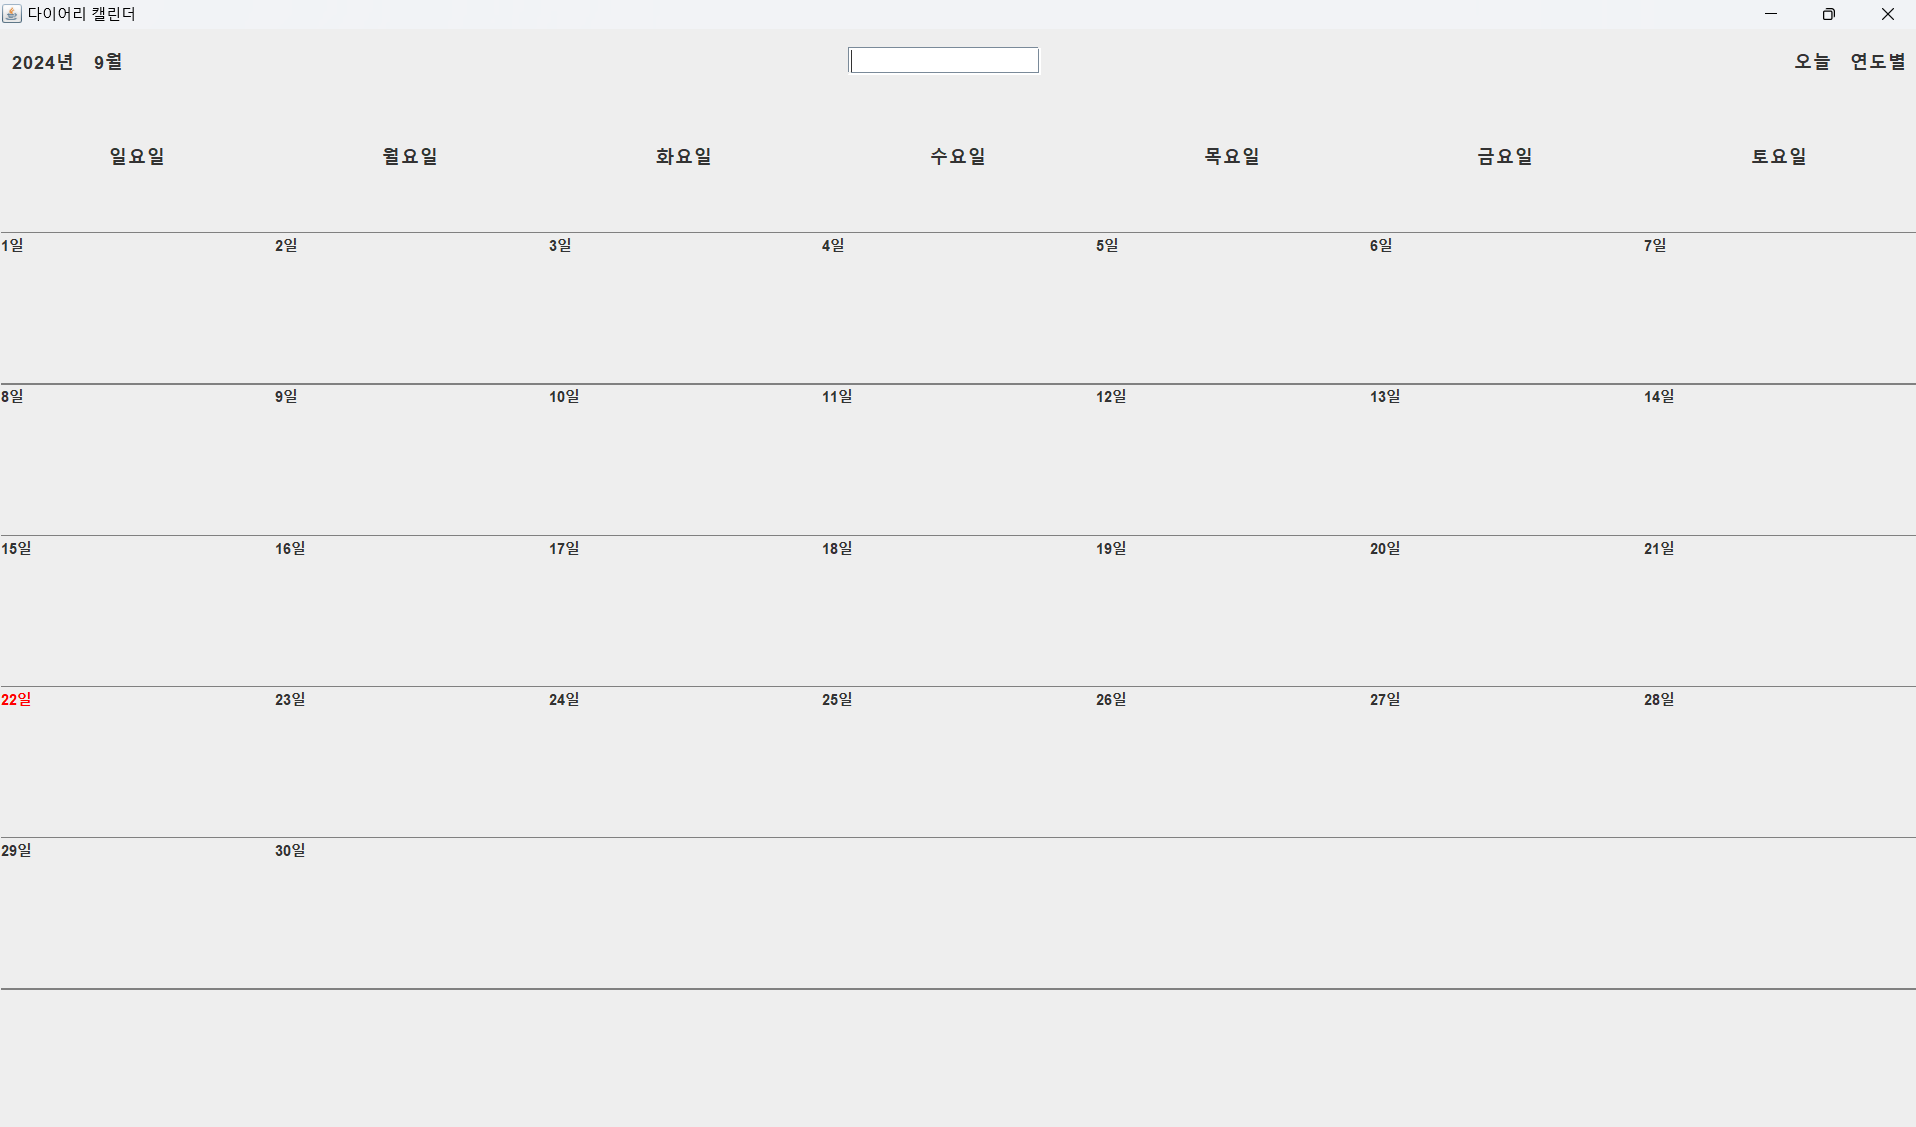 다이어리 캘린더
2024년 9월 오늘 연도별
일요일 월요일 화요일 수요일 목요일 금요일 토요일
1일 2일 3일 4일 5일 6일 7일
8일 9일 10일 11일 12일 13일 14일
15일 16일 17일 18일 19일 20일 21일
22일 23일 24일 25일 26일 27일 28일
29일 30일